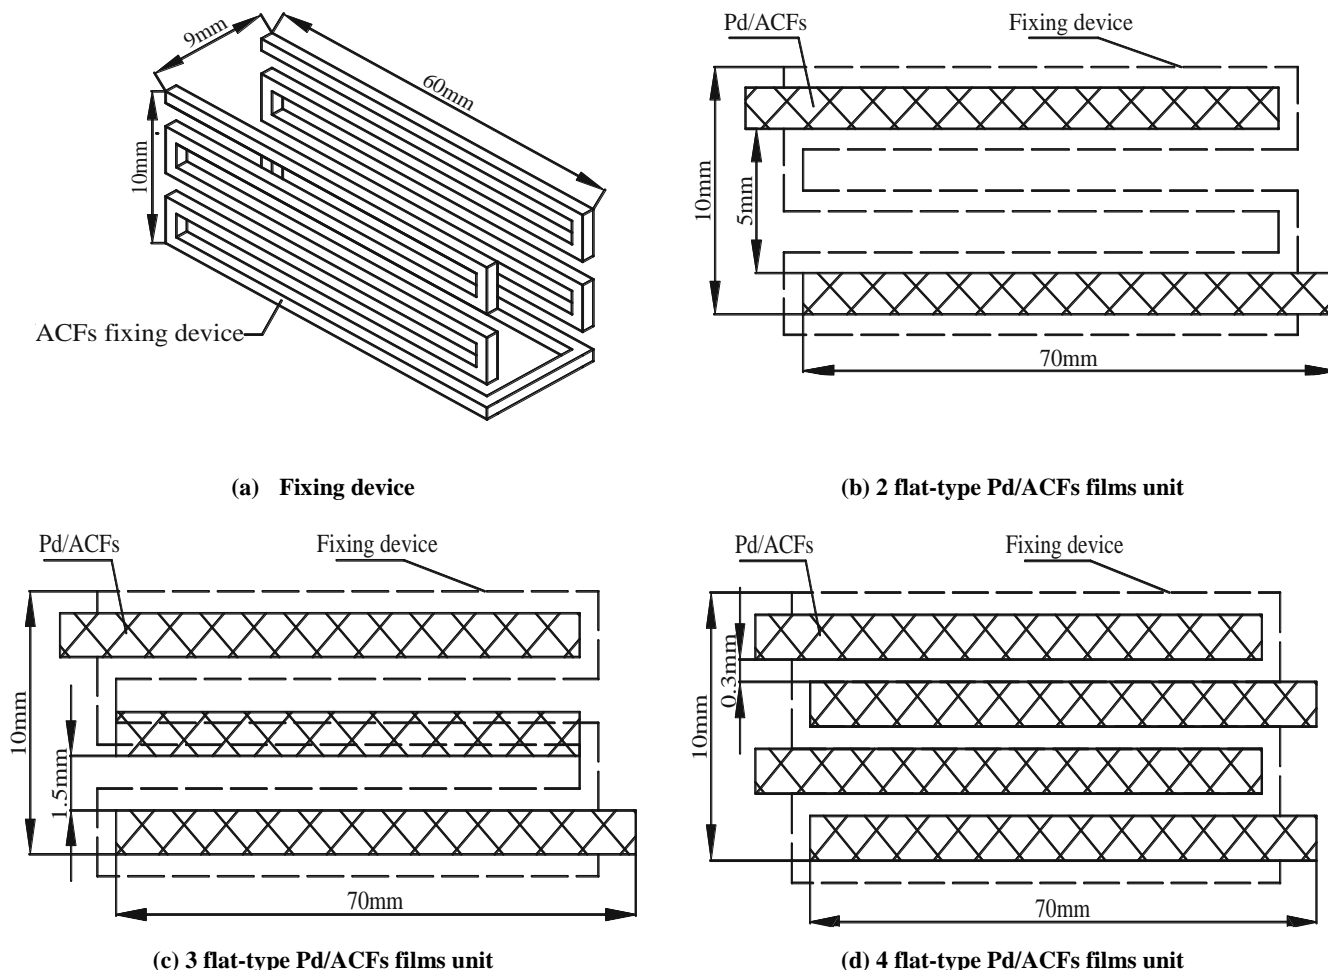 9mm
60mm
10mm
ACFs fixing device
(a) Fixing device
Pd/ACFs
Fixing device
10mm
5mm
70mm
(b) 2 flat-type Pd/ACFs films unit
Pd/ACFs
Fixing device
10mm
1.5mm
70mm
(c) 3 flat-type Pd/ACFs films unit
Pd/ACFs
Fixing device
0.3mm
10mm
70mm
(d) 4 flat-type Pd/ACFs films unit